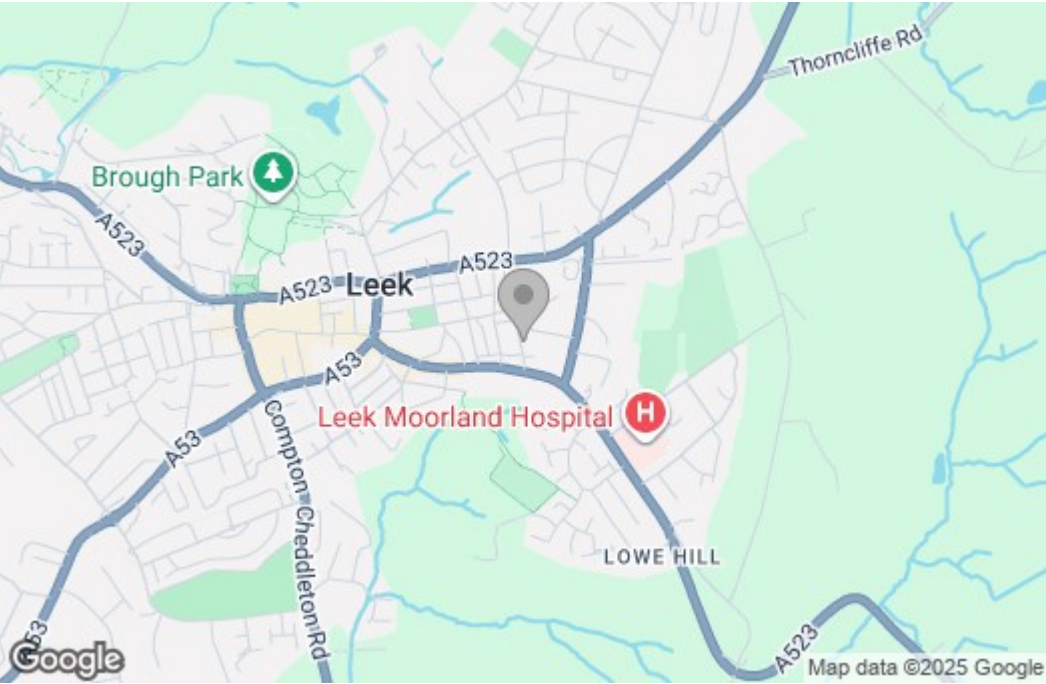 Thorncliffe Rd
Brough Park
A523
A523
A523
Leek
A53
Leek Moorland Hospital
H
A53
Compton
Cheddleton Rd
LOWE HILL
A53
A523
Google
Map data ©2025 Google